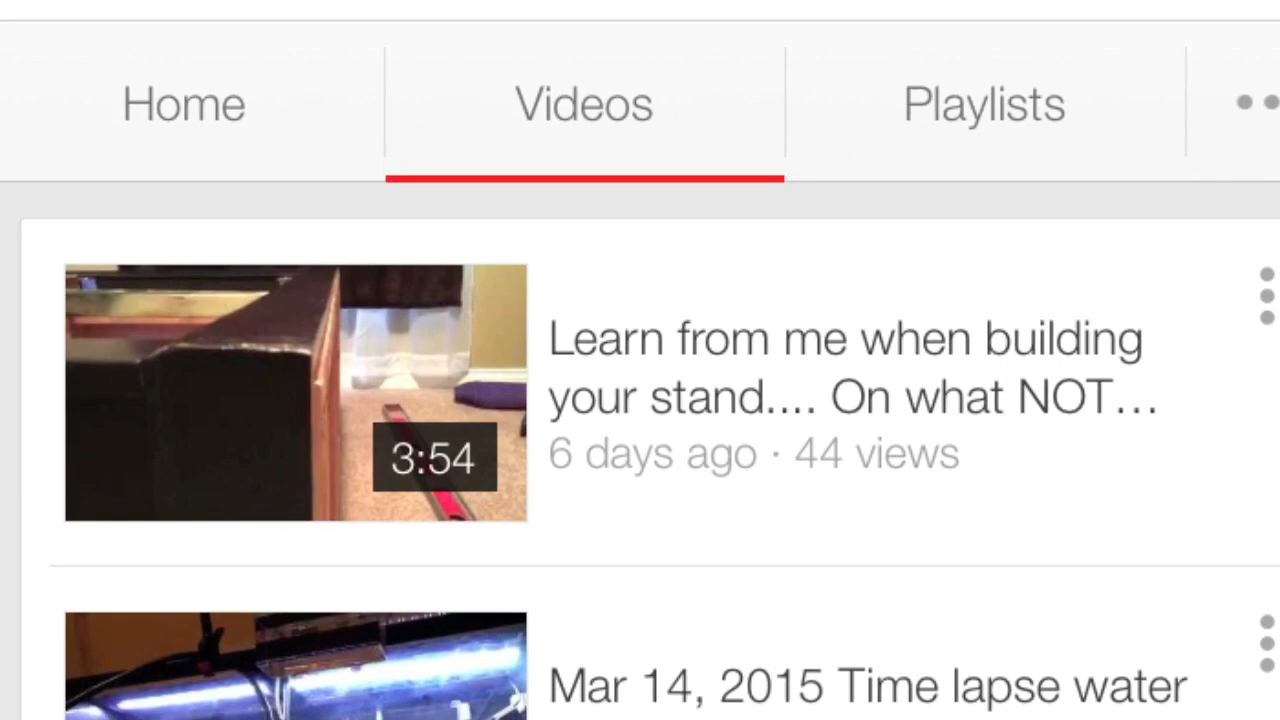 Home
Videos
Playlists
Learn from me when building
your stand.... On what NOT...
6 days ago · 44 views
3:54
Mar 14, 2015 Time lapse water